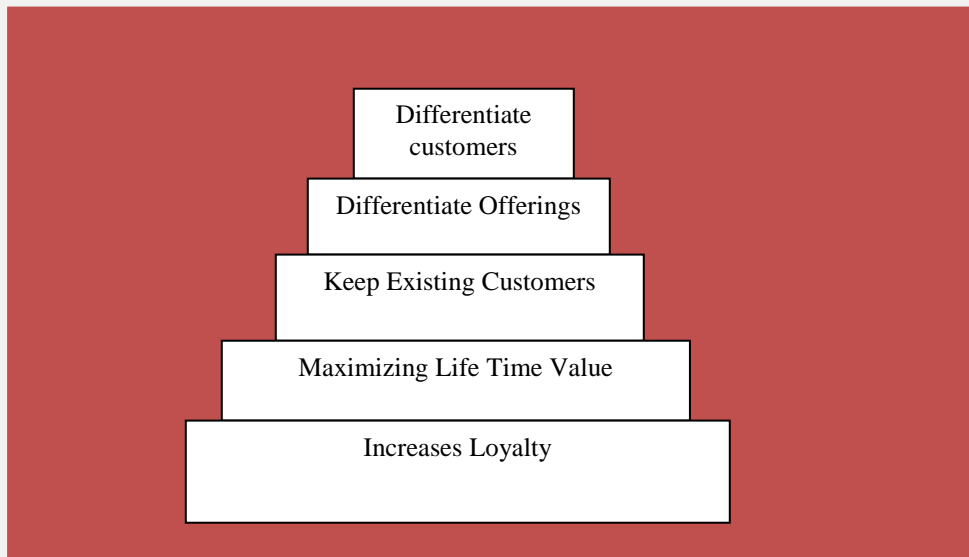 Differentiate
customers
Differentiate Offerings
Keep Existing Customers
Maximizing Life Time Value
Increases Loyalty